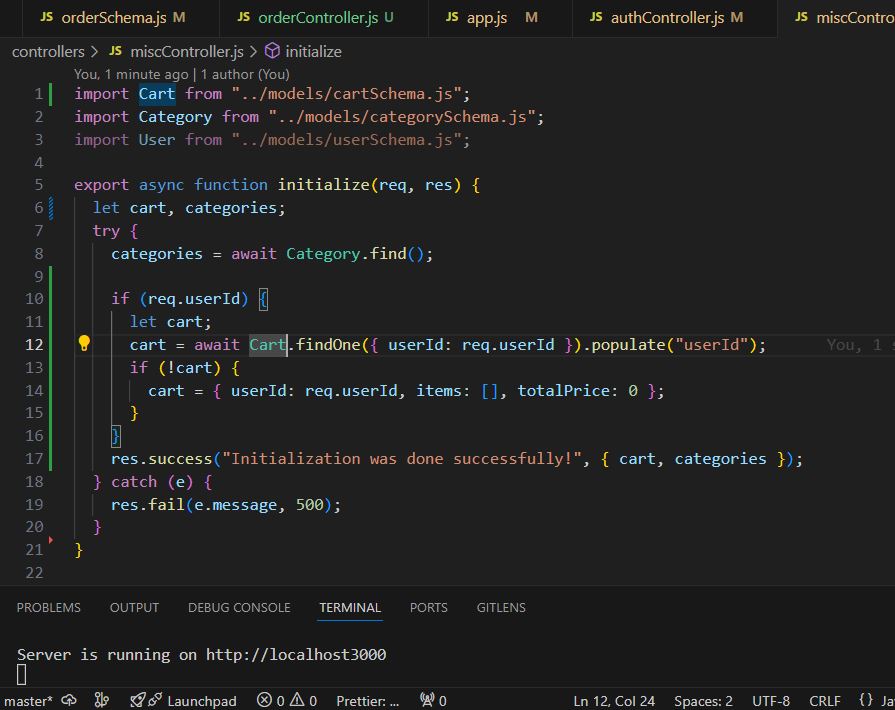 JS orderSchema.js M JS orderController.js U JS app.js M JS authController.js M JS miscContro
controllers > JS miscController.js > initialize
You, 1 minute ago | 1 author (You)
1 import Cart from "../models/cartSchema.js";
2 import Category from "../models/categorySchema.js";
3 import User from "../models/userSchema.js";
4
5 export async function initialize(req, res) {
6 let cart, categories;
7 try {
8 categories = await Category.find();
9
10 if (req.userId) {
11 let cart;
12 cart = await Cart.findOne({ userId: req.userId }).populate("userId"); You, 1 s
13 if (!cart) {
14 cart = { userId: req.userId, items: [], totalPrice: 0 };
15 }
16 }
17 res.success("Initialization was done successfully!", { cart, categories });
18 } catch (e) {
19 res.fail(e.message, 500);
20 }
21 }
22
PROBLEMS OUTPUT DEBUG CONSOLE TERMINAL PORTS GITLENS
Server is running on http://localhost3000
master* Launchpad 0 0 Prettier: ... 0 Ln 12, Col 24 Spaces: 2 UTF-8 CRLF {} Ja